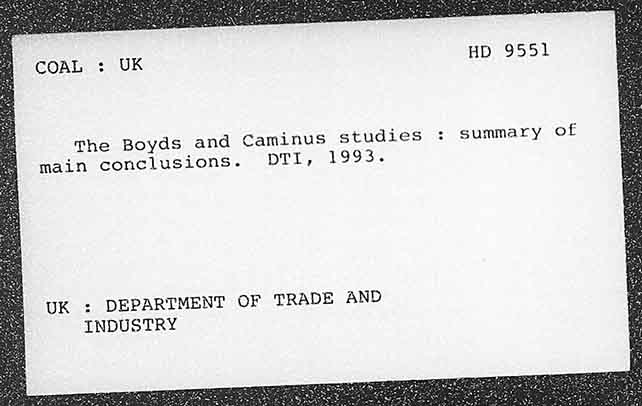 COAL : UK HD 9551
The Boyds and Caminus studies : summary of
main conclusions. DTI, 1993.
UK : DEPARTMENT OF TRADE AND
INDUSTRY